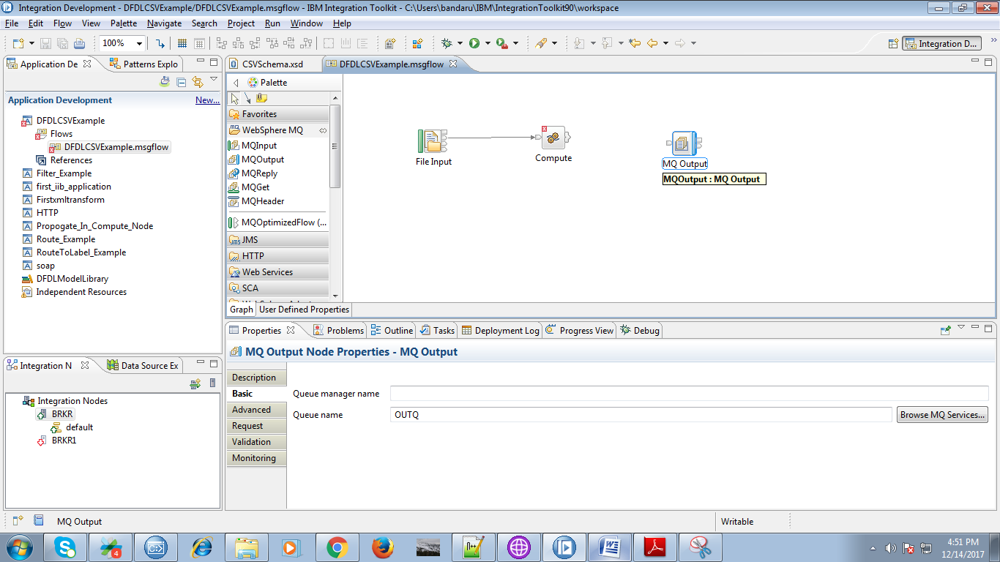 Integration Development - DFDLCSVExample/DFDLCSVExample.msgflow - IBM Integration Toolkit - C:\Users\bandaru\IBM\IntegrationToolkit90\workspace
File Edit Flow View Palette Navigate Search Project Run Window Help
100%
Integration D...
Application De
Patterns Explo
Application Development
New...
DFDLCSVExample
Flows
DFDLCSVExample.msgflow
References
Filter_Example
first_iib_application
Firstxmltransform
HTTP
Propogate_In_Compute_Node
Route_Example
RouteToLabel_Example
soap
DFDLModelLibrary
Independent Resources
CSVSchema.xsd
DFDLCSVExample.msgflow
Palette
Favorites
WebSphere MQ
MQInput
MQOutput
MQReply
MQGet
MQHeader
MQOptimizedFlow (...
JMS
HTTP
Web Services
SCA
File Input
Compute
MQ Output
MQOutput : MQ Output
Graph
User Defined Properties
Integration N
Data Source Ex
Integration Nodes
BRKR
default
BRKR1
Properties
Problems
Outline
Tasks
Deployment Log
Progress View
Debug
MQ Output Node Properties - MQ Output
Description
Basic
Advanced
Request
Validation
Monitoring
Queue manager name
Queue name
OUTQ
Browse MQ Services...
MQ Output
Writable
4
4:51 PM
12/14/2017